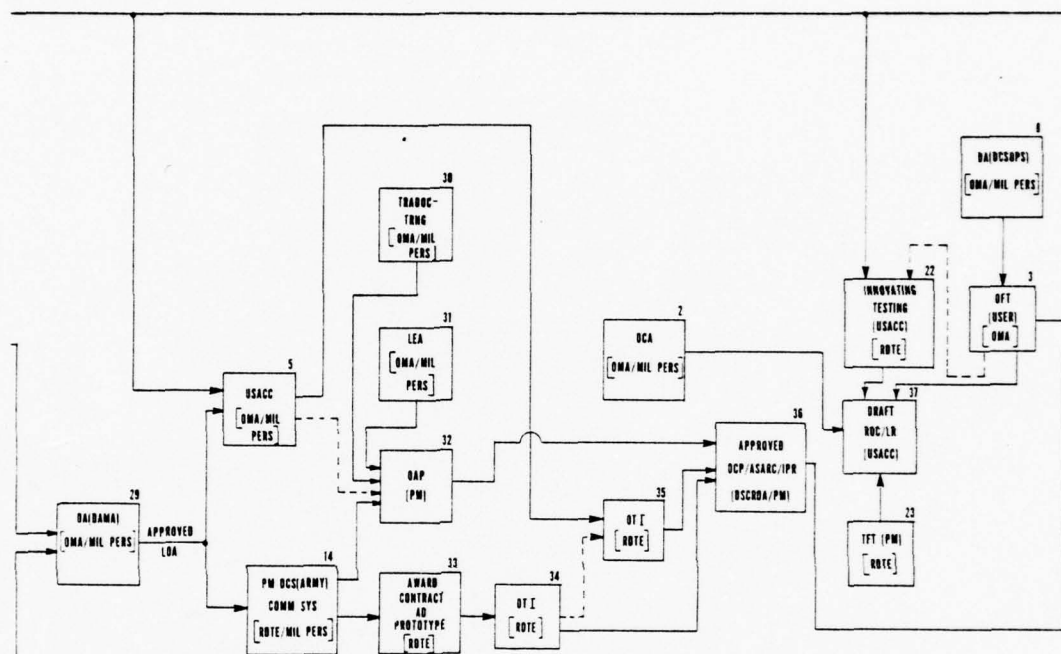 8
DA(DCSOPS)
[OMA/MIL PERS]
30
TRADOC-
TRNG
[OMA/MIL
PERS]
22
INNOVATING
TESTING
(USACC)
[RDTE]
3
OFT
(USER)
[OMA]
31
LEA
[OMA/MIL
PERS]
2
DCA
[OMA/MIL PERS]
5
USACC
[OMA/MIL
PERS]
37
DRAFT
ROC/LR
(USACC)
36
APPROVED
DCP/ASARC/IPR
(DSCRDA/PM)
32
OAP
(PM)
29
DA(DAMA)
[OMA/MIL PERS]
APPROVED
LOA
35
OT I
[RDTE]
23
TFT (PM)
[RDTE]
14
PM DCS(ARMY)
COMM SYS
[RDTE/MIL PERS]
33
AWARD
CONTRACT
AD
PROTOTYPE
[RDTE]
34
DT I
[RDTE]